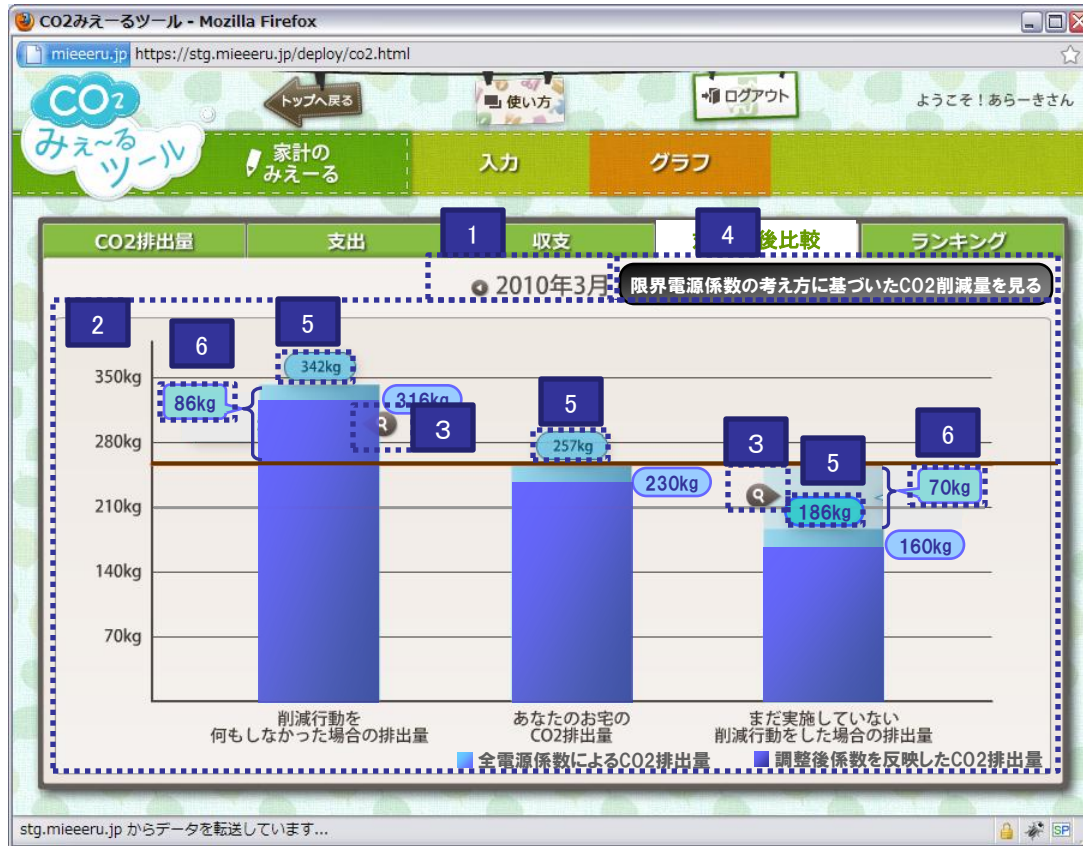 CO2みえーるツール - Mozilla Firefox
mieeeru.jp https://stg.mieeeru.jp/deploy/co2.html
CO2
みえ~る
ツール
トップへ戻る
使い方
ログアウト
ようこそ！あらーきさん
家計の
みえーる
入力
グラフ
CO2排出量
支出
1
収支
4
後比較
ランキング
2010年3月
限界電源係数の考え方に基づいたCO2削減量を見る
2
6
5
342kg
350kg
86kg
316kg
3
5
280kg
257kg
3
6
5
230kg
70kg
210kg
186kg
160kg
140kg
70kg
削減行動を
何もしなかった場合の排出量
あなたのお宅の
CO2排出量
まだ実施していない
削減行動をした場合の排出量
全電源係数によるCO2排出量
調整後係数を反映したCO2排出量
stg.mieeeru.jp からデータを転送しています...
SP